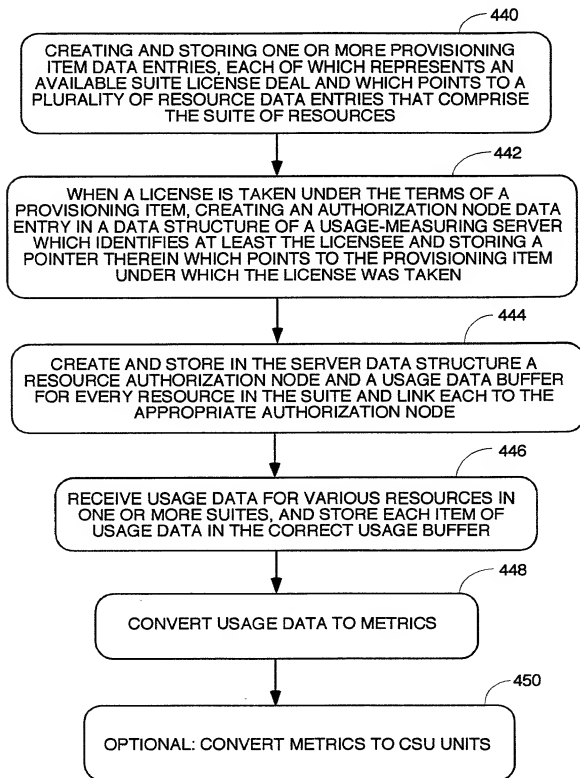 440
CREATING AND STORING ONE OR MORE PROVISIONING
ITEM DATA ENTRIES, EACH OF WHICH REPRESENTS AN
AVAILABLE SUITE LICENSE DEAL AND WHICH POINTS TO A
PLURALITY OF RESOURCE DATA ENTRIES THAT COMPRISE
THE SUITE OF RESOURCES
442
WHEN A LICENSE IS TAKEN UNDER THE TERMS OF A
PROVISIONING ITEM, CREATING AN AUTHORIZATION NODE DATA
ENTRY IN A DATA STRUCTURE OF A USAGE-MEASURING SERVER
WHICH IDENTIFIES AT LEAST THE LICENSEE AND STORING A
POINTER THEREIN WHICH POINTS TO THE PROVISIONING ITEM
UNDER WHICH THE LICENSE WAS TAKEN
444
CREATE AND STORE IN THE SERVER DATA STRUCTURE A
RESOURCE AUTHORIZATION NODE AND A USAGE DATA BUFFER
FOR EVERY RESOURCE IN THE SUITE AND LINK EACH TO THE
APPROPRIATE AUTHORIZATION NODE
446
RECEIVE USAGE DATA FOR VARIOUS RESOURCES IN
ONE OR MORE SUITES, AND STORE EACH ITEM OF
USAGE DATA IN THE CORRECT USAGE BUFFER
448
CONVERT USAGE DATA TO METRICS
450
OPTIONAL: CONVERT METRICS TO CSU UNITS